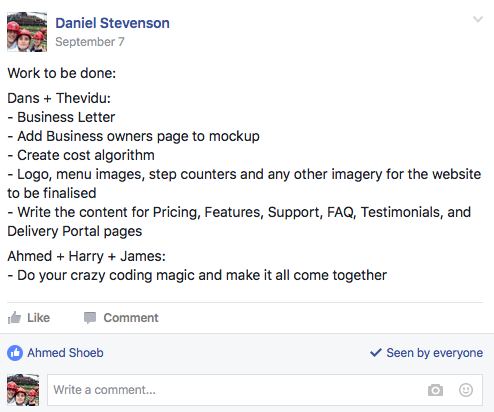 Daniel Stevenson
September 7
Work to be done:
Dans + Thevidu:
- Business Letter
- Add Business owners page to mockup
- Create cost algorithm
- Logo, menu images, step counters and any other imagery for the website
to be finalised
- Write the content for Pricing, Features, Support, FAQ, Testimonials, and
Delivery Portal pages
Ahmed + Harry + James:
- Do your crazy coding magic and make it all come together
Like Comment
Ahmed Shoeb Seen by everyone
Write a comment...